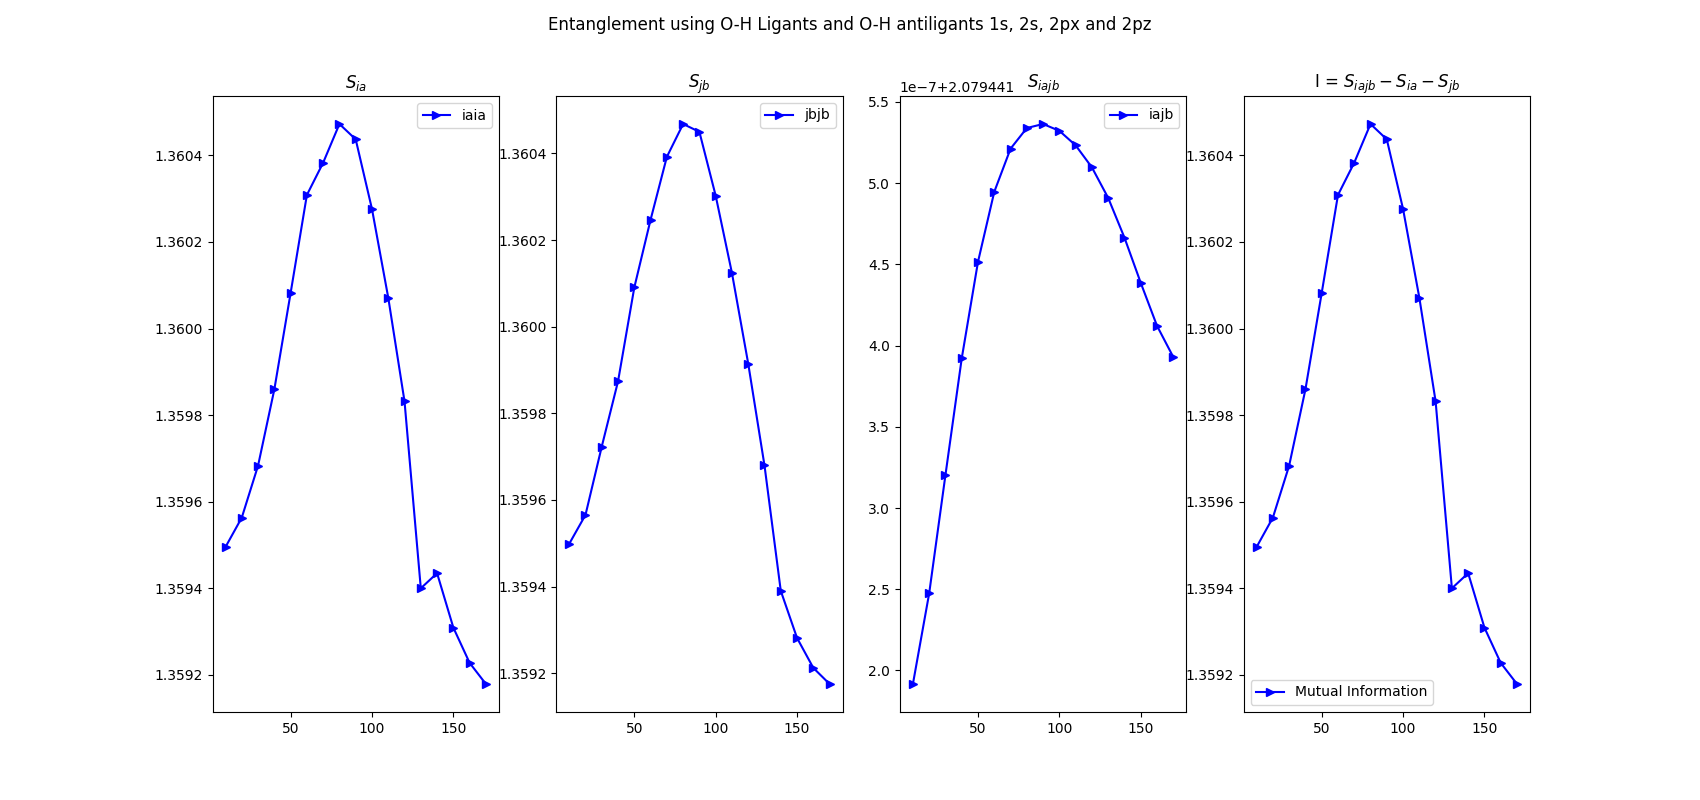 Entanglement using O-H Ligants and O-H antiligants 1s, 2s, 2px and 2pz
S_{ia}
iaia
1.3604
1.3602
1.3600
1.3598
1.3596
1.3594
1.3592
50 100 150
S_{jb}
jbjb
1.3604
1.3602
1.3600
1.3598
1.3596
1.3594
1.3592
50 100 150
1e−7+2.079441
S_{iajb}
iajb
5.5
5.0
4.5
4.0
3.5
3.0
2.5
2.0
50 100 150
I = S_{iajb} − S_{ia} − S_{jb}
1.3604
1.3602
1.3600
1.3598
1.3596
1.3594
1.3592
Mutual Information
50 100 150